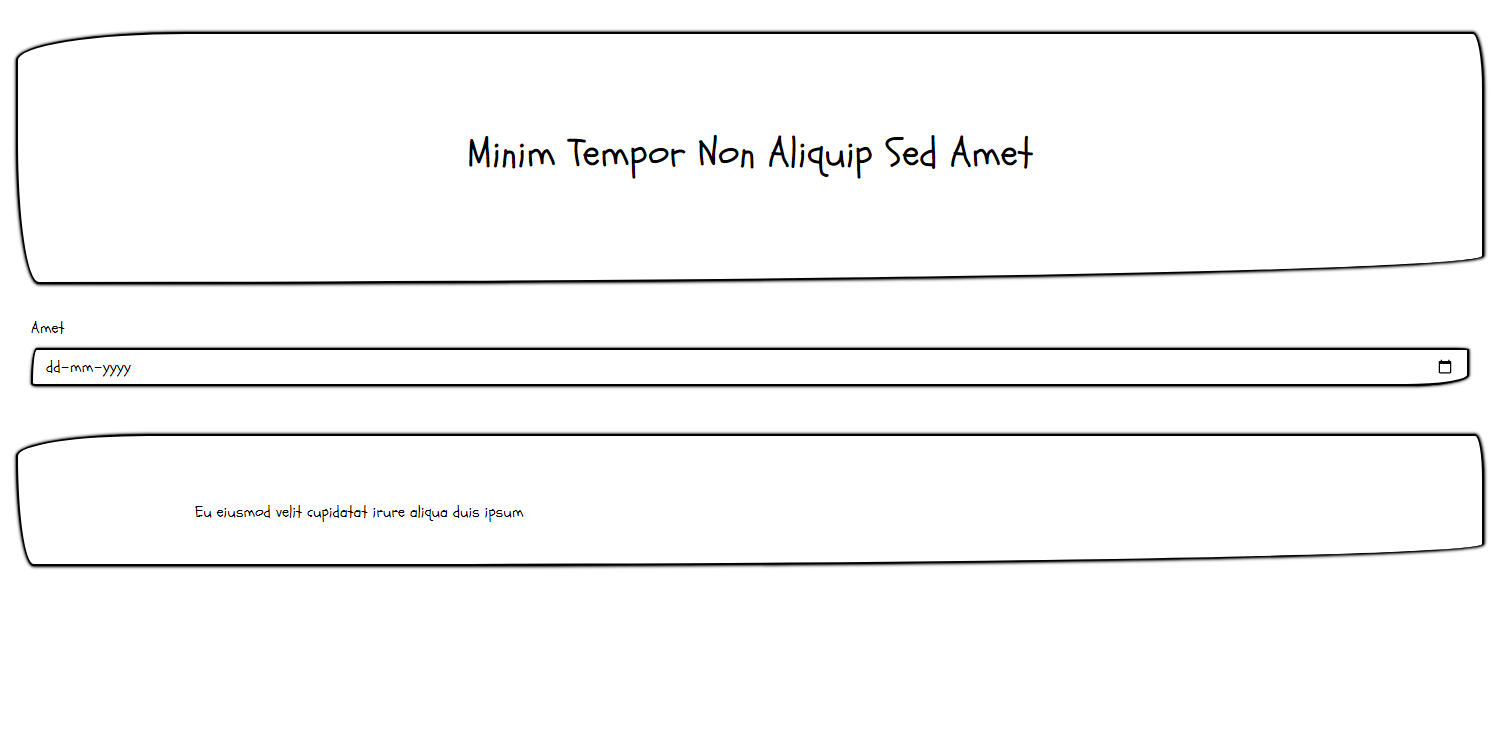 Minim Tempor Non Aliquip Sed Amet
Amet
dd-mm-yyyy
Eu eiusmod velit cupidatat irure aliqua duis ipsum